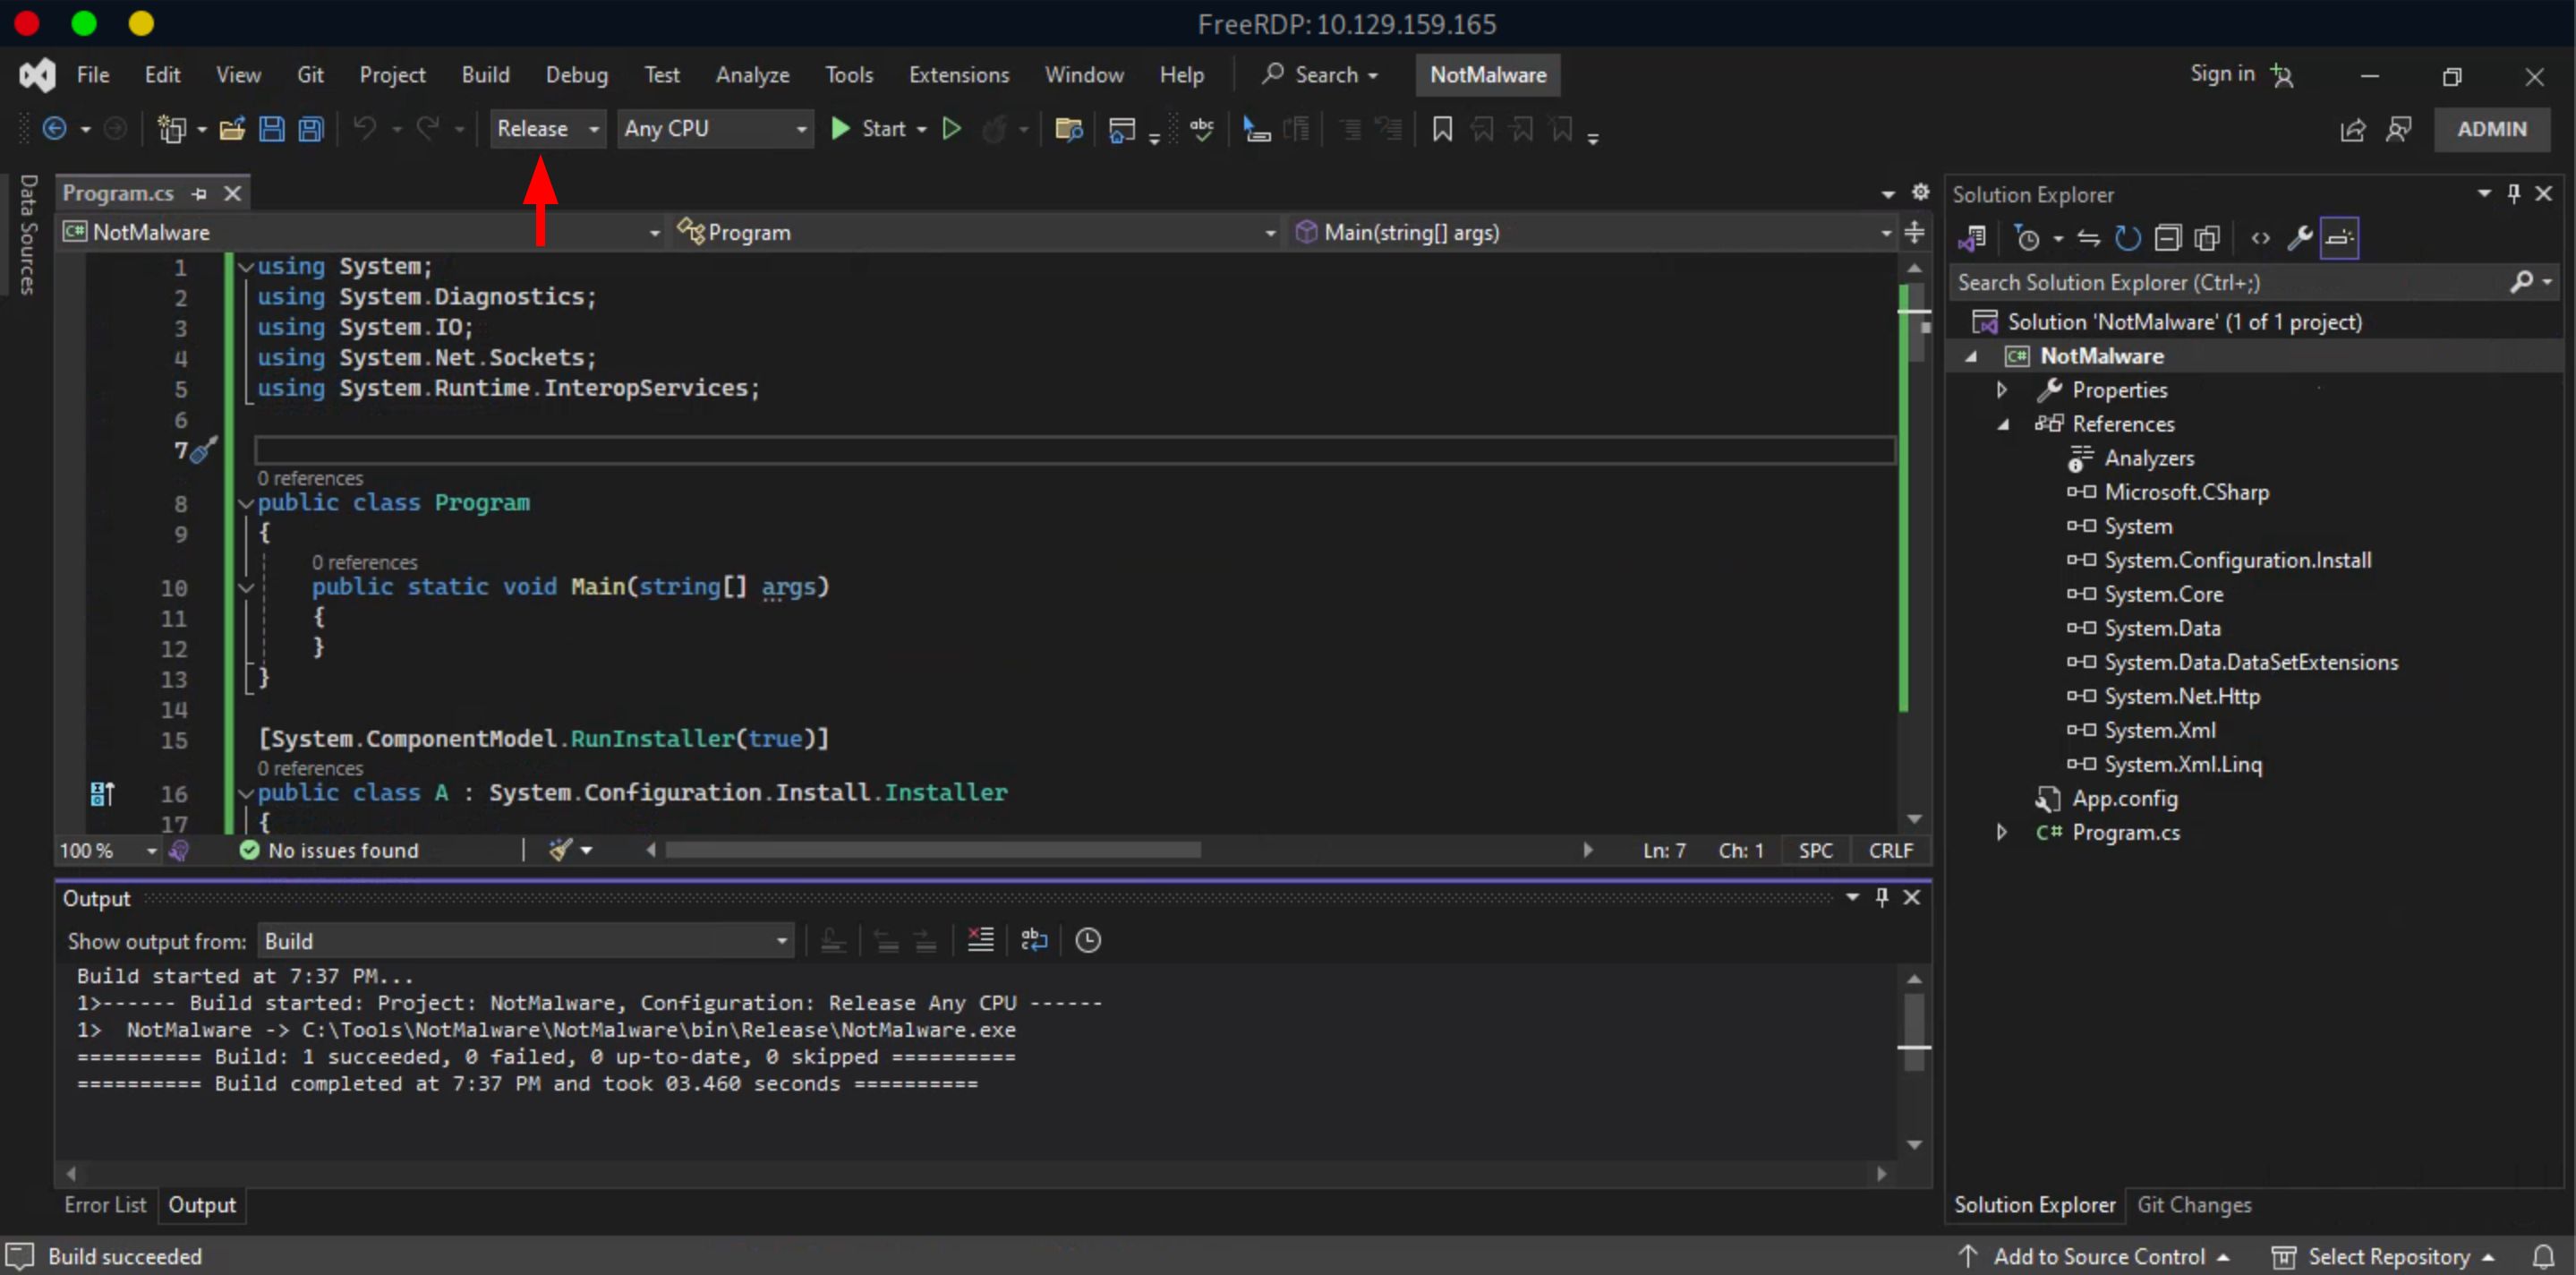 FreeRDP: 10.129.159.165
File Edit View Git Project Build Debug Test Analyze Tools Extensions Window Help Search NotMalware Sign in
Release Any CPU Start ADMIN
Data Sources
Program.cs
NotMalware Program Main(string[] args)
1 using System;
2 using System.Diagnostics;
3 using System.IO;
4 using System.Net.Sockets;
5 using System.Runtime.InteropServices;
6
7
0 references
8 public class Program
9 {
0 references
10 public static void Main(string[] args)
11 {
12 }
13 }
14
15 [System.ComponentModel.RunInstaller(true)]
0 references
16 public class A : System.Configuration.Install.Installer
17 {
100 % No issues found Ln: 7 Ch: 1 SPC CRLF
Output
Show output from: Build
Build started at 7:37 PM...
1>------ Build started: Project: NotMalware, Configuration: Release Any CPU ------
1>  NotMalware -> C:\Tools\NotMalware\NotMalware\bin\Release\NotMalware.exe
========== Build: 1 succeeded, 0 failed, 0 up-to-date, 0 skipped ==========
========== Build completed at 7:37 PM and took 03.460 seconds ==========
Error List Output
Solution Explorer
Search Solution Explorer (Ctrl+;)
Solution 'NotMalware' (1 of 1 project)
C# NotMalware
Properties
References
Analyzers
Microsoft.CSharp
System
System.Configuration.Install
System.Core
System.Data
System.Data.DataSetExtensions
System.Net.Http
System.Xml
System.Xml.Linq
App.config
C# Program.cs
Solution Explorer Git Changes
Build succeeded Add to Source Control Select Repository